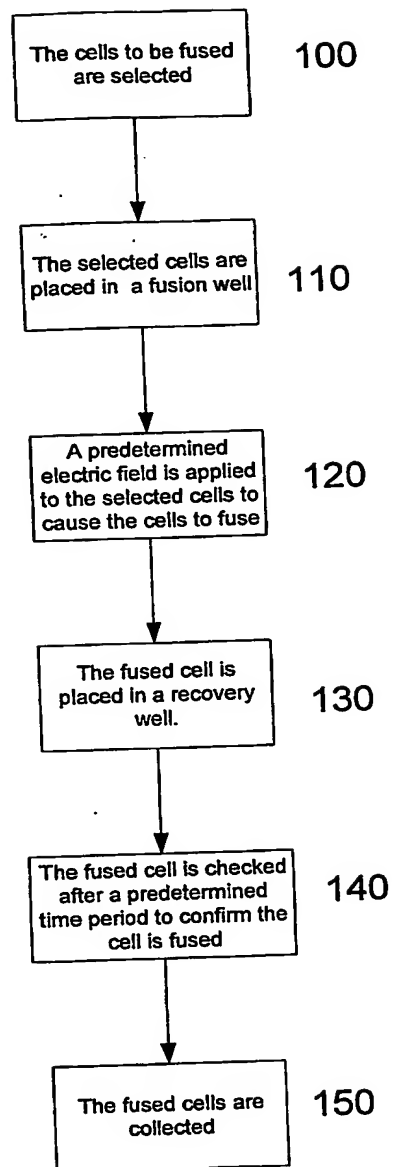 The cells to be fused
are selected
100
The selected cells are
placed in a fusion well
110
A predetermined
electric field is applied
to the selected cells to
cause the cells to fuse
120
The fused cell is
placed in a recovery
well.
130
The fused cell is checked
after a predetermined
time period to confirm the
cell is fused
140
The fused cells are
collected
150